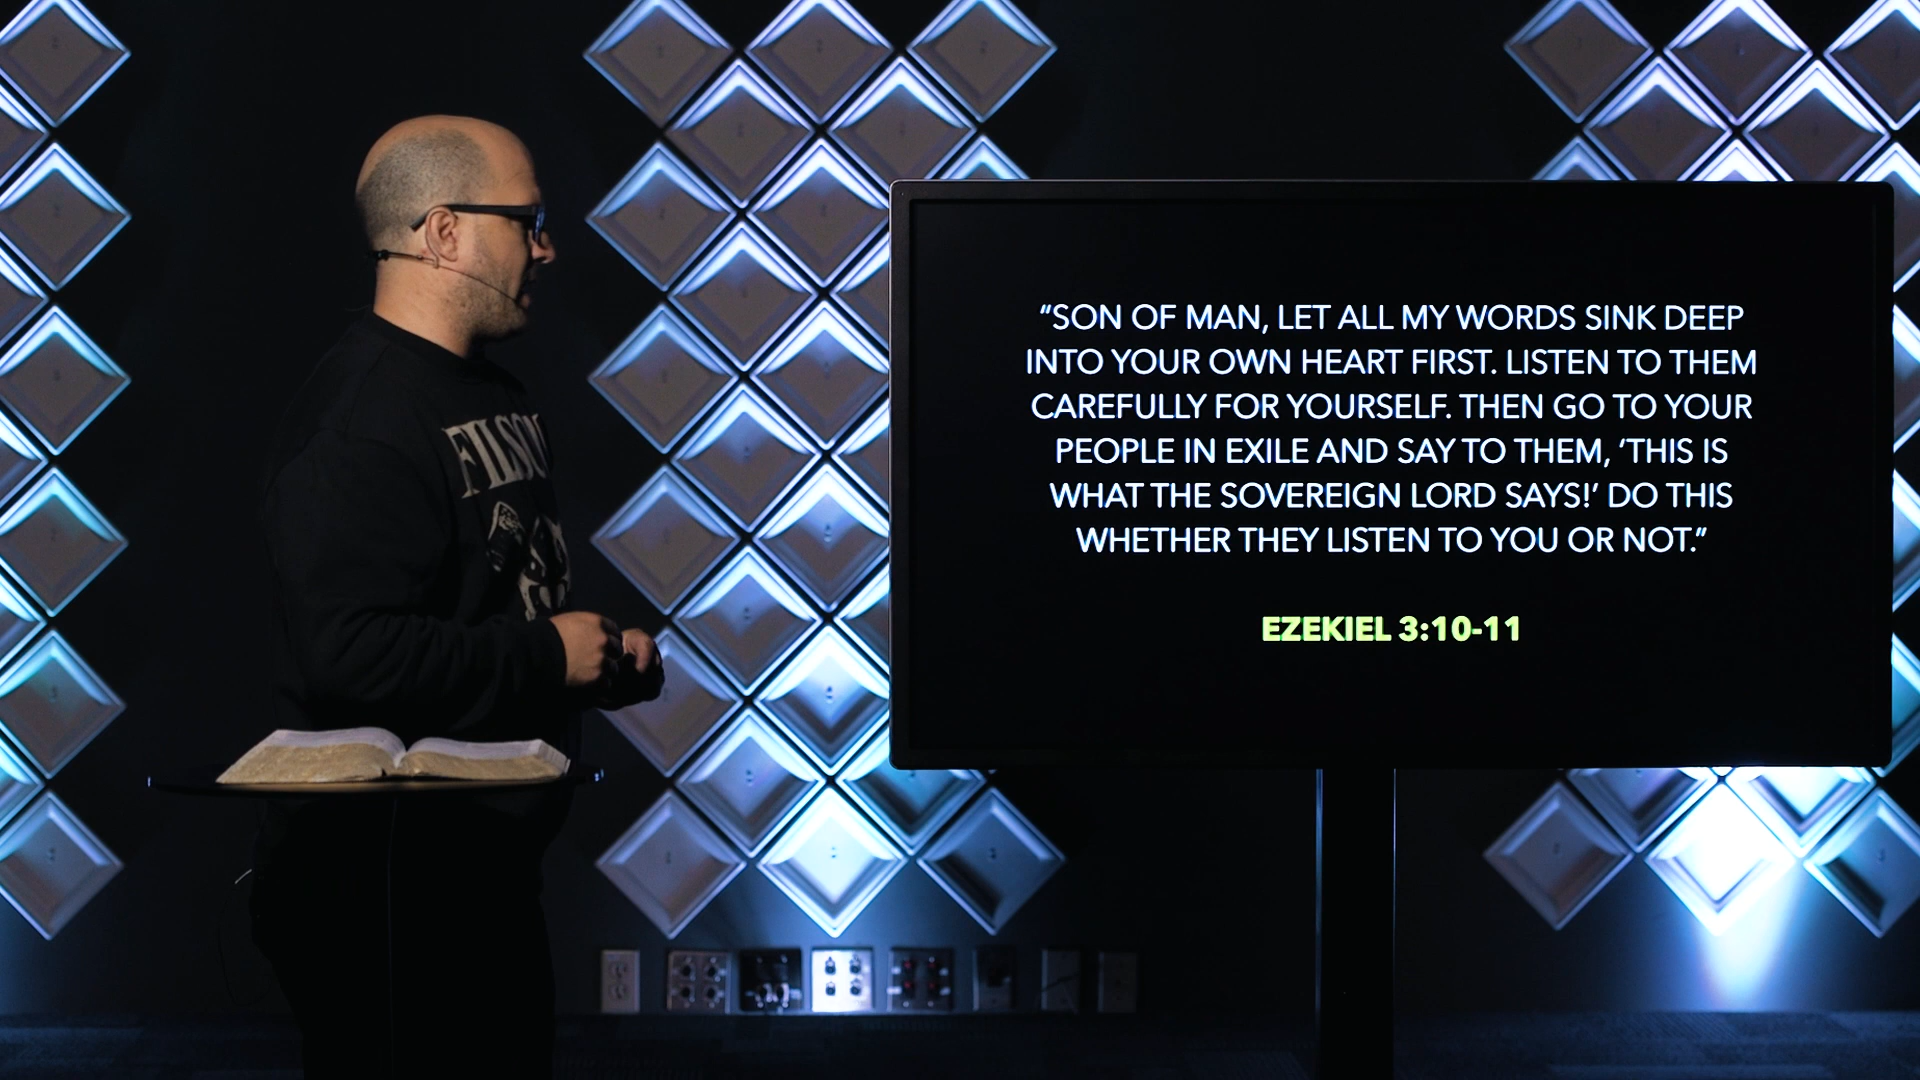 “SON OF MAN, LET ALL MY WORDS SINK DEEP
INTO YOUR OWN HEART FIRST. LISTEN TO THEM
CAREFULLY FOR YOURSELF. THEN GO TO YOUR
PEOPLE IN EXILE AND SAY TO THEM, ‘THIS IS
WHAT THE SOVEREIGN LORD SAYS!’ DO THIS
WHETHER THEY LISTEN TO YOU OR NOT.”
EZEKIEL 3:10-11